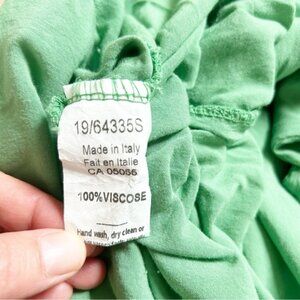 19/64335S
Made in Italy
Fait en Italie
CA 05056
100%VISCOSE
Hand wash, dry clean or